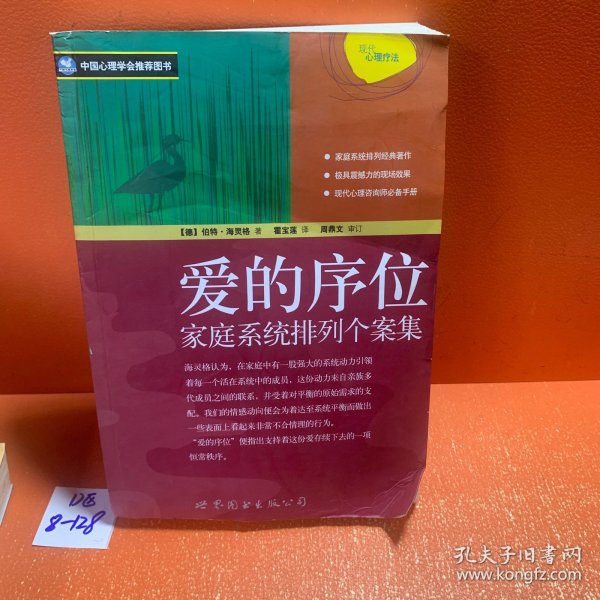 中国心理学会推荐图书
现代
心理疗法
● 家庭系统排列经典著作
● 极具震撼力的现场效果
● 现代心理咨询师必备手册
【德】伯特·海灵格 著 霍宝莲 译 周鼎文 审订
爱的序位
家庭系统排列个案集
海灵格认为，在家庭中有一股强大的系统动力引领
着每一个活在系统中的成员，这份动力来自亲族多
代成员之间的联系，并受着对平衡的原始需求的支
配。我们的情感动向便会为着达至系统平衡而做出
一些表面上看起来非常不合情理的行为。
“爱的序位”便指出支持着这份爱存续下去的一项
恒常秩序。
世界图书出版公司
8-128
孔夫子旧书网
www.kongfz.com